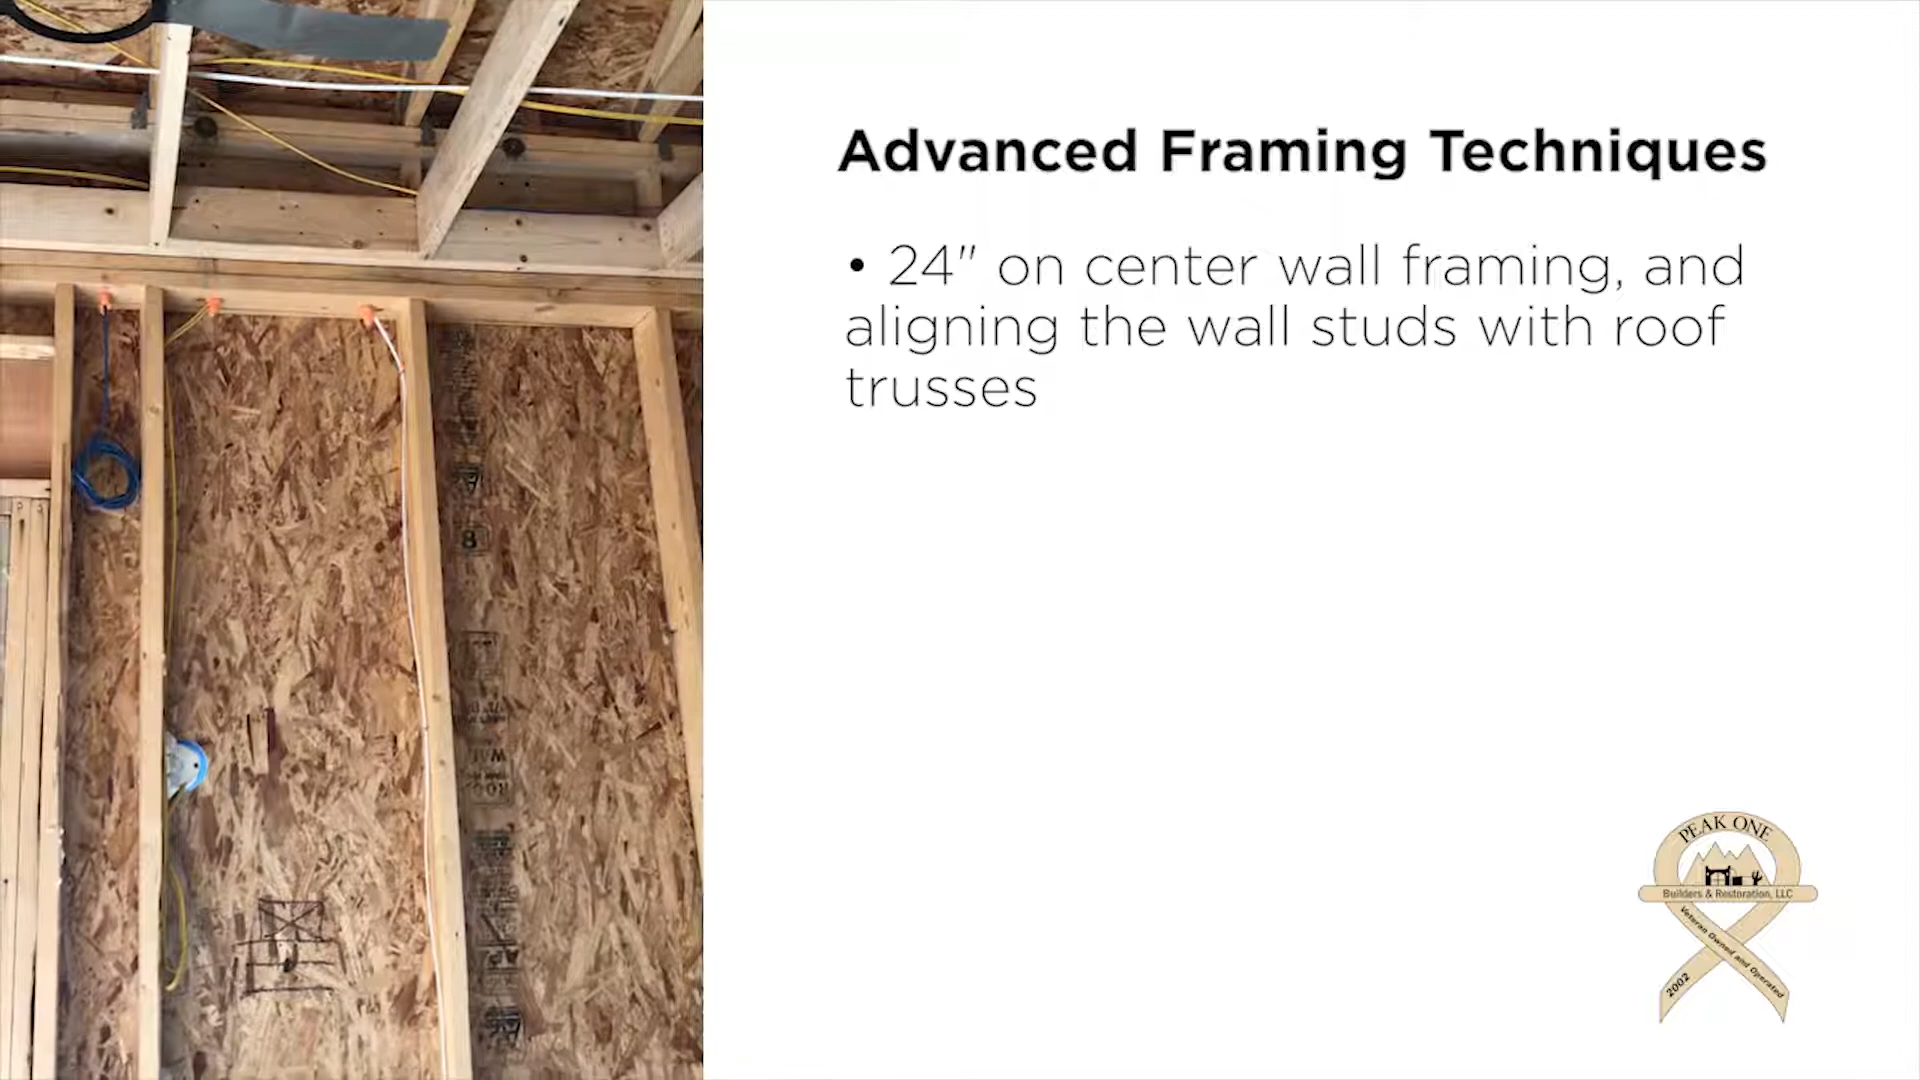 Advanced Framing Techniques
• 24" on center wall framing, and
aligning the wall studs with roof
trusses
8
PEAK ONE
Builders & Restoration, LLC
Veteran Owned and Operated
2002